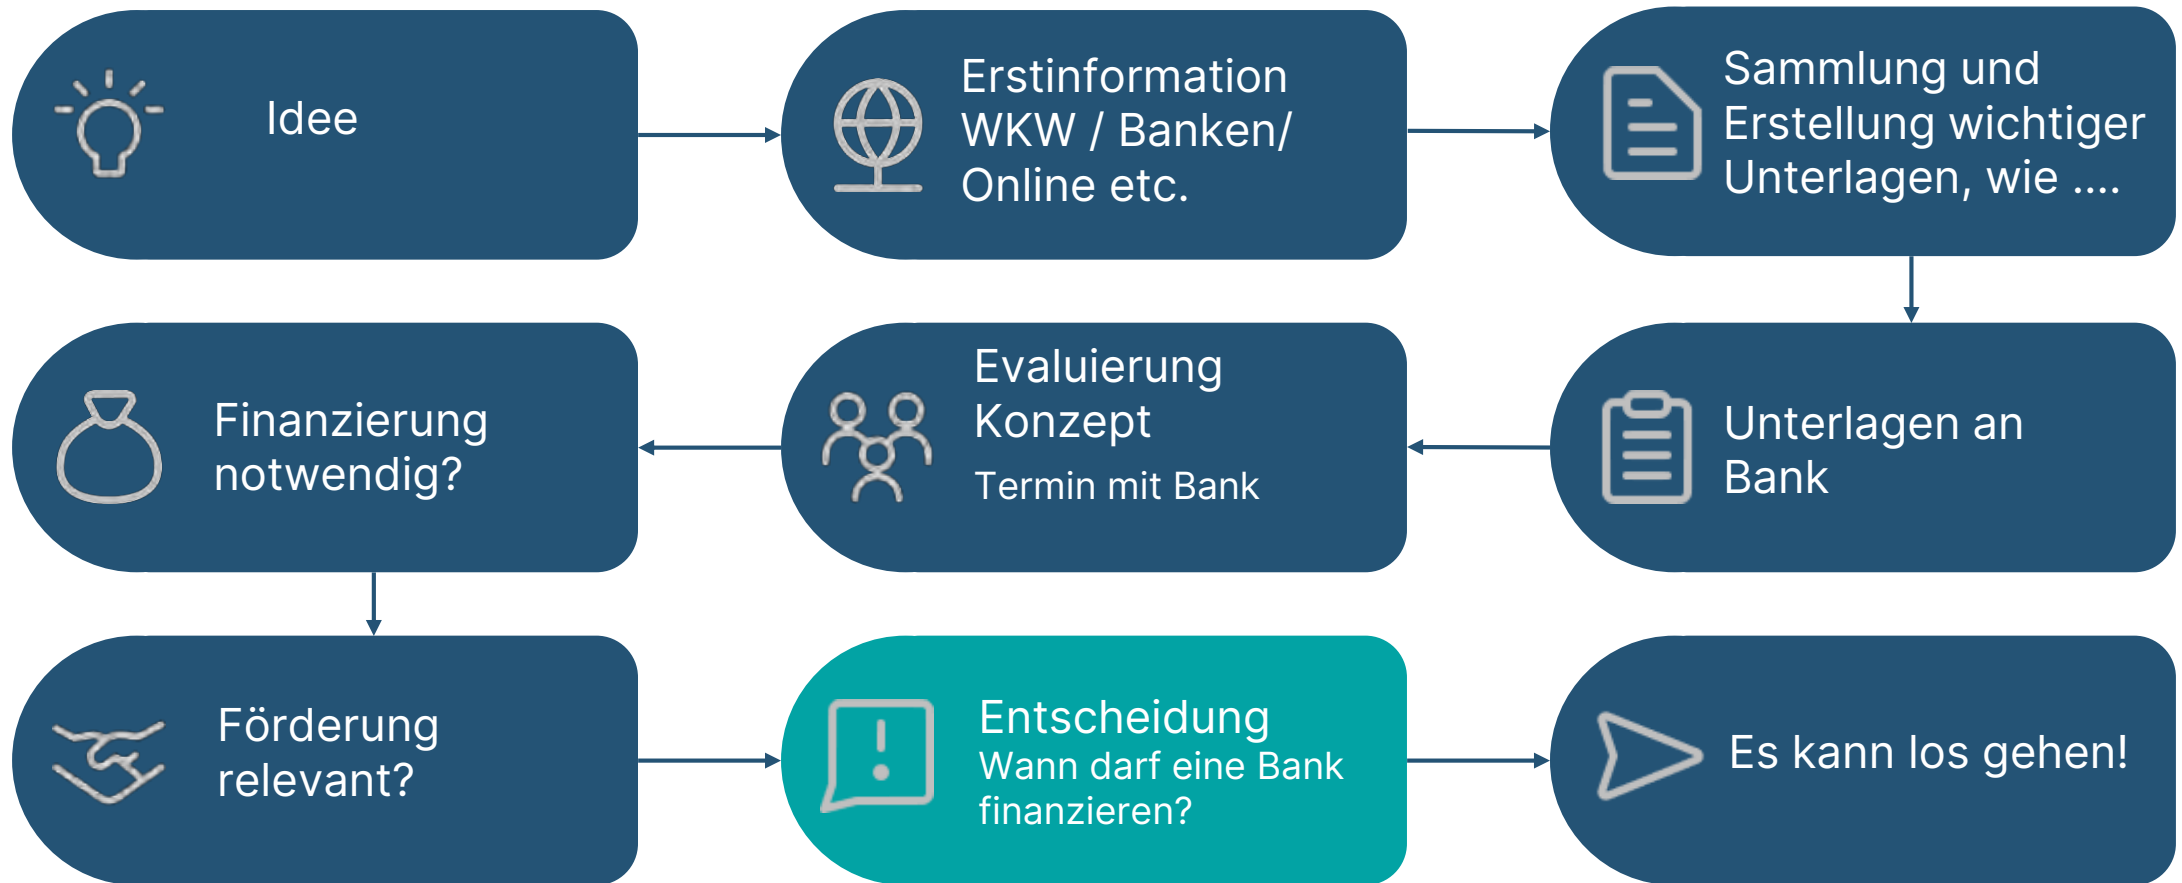 Idee
Erstinformation
WKW / Banken/
Online etc.
Sammlung und
Erstellung wichtiger
Unterlagen, wie ....
Unterlagen an
Bank
Evaluierung
Konzept
Termin mit Bank
Finanzierung
notwendig?
Förderung
relevant?
Entscheidung
Wann darf eine Bank
finanzieren?
Es kann los gehen!